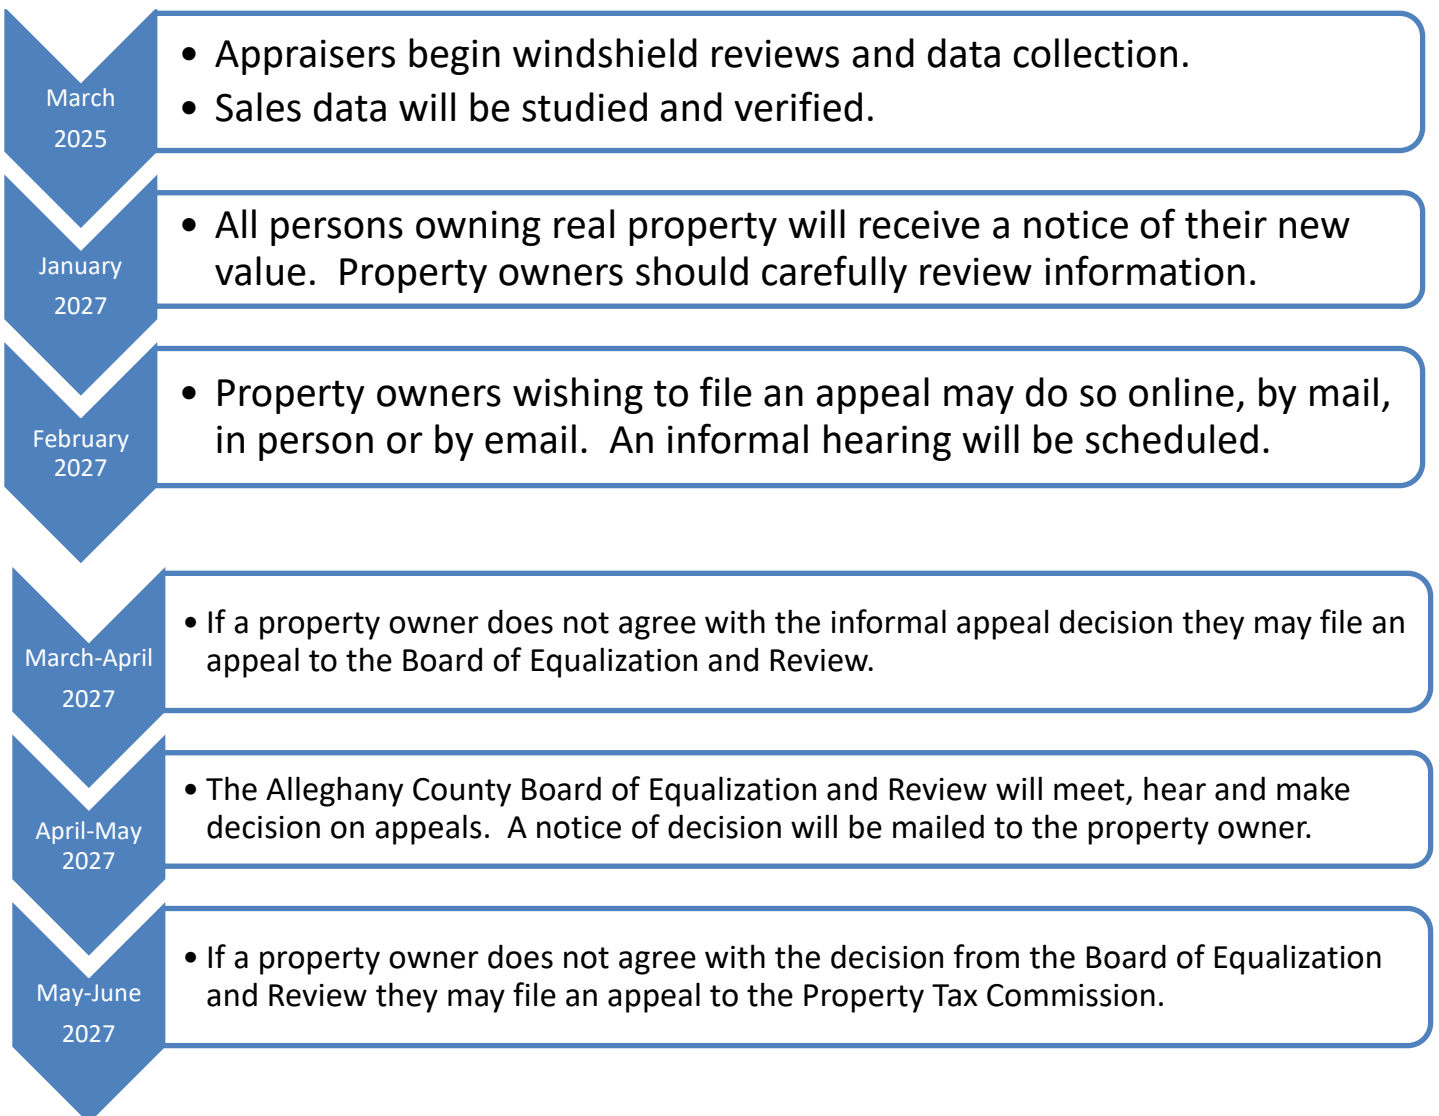 March
2025
• Appraisers begin windshield reviews and data collection.
• Sales data will be studied and verified.
January
2027
• All persons owning real property will receive a notice of their new
value.  Property owners should carefully review information.
February
2027
• Property owners wishing to file an appeal may do so online, by mail,
in person or by email.  An informal hearing will be scheduled.
March-April
2027
• If a property owner does not agree with the informal appeal decision they may file an
appeal to the Board of Equalization and Review.
April-May
2027
• The Alleghany County Board of Equalization and Review will meet, hear and make
decision on appeals.  A notice of decision will be mailed to the property owner.
May-June
2027
• If a property owner does not agree with the decision from the Board of Equalization
and Review they may file an appeal to the Property Tax Commission.